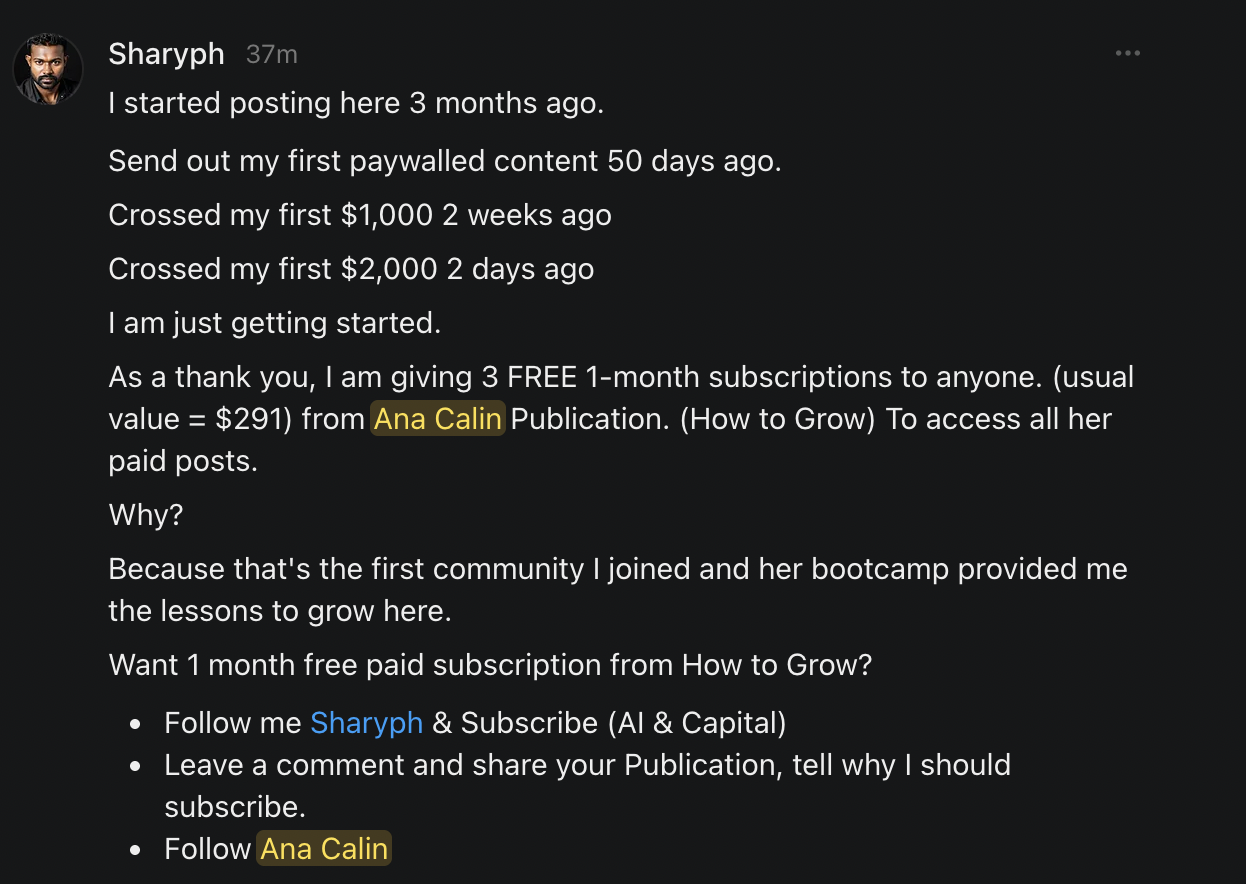 Sharyph 37m
I started posting here 3 months ago.
Send out my first paywalled content 50 days ago.
Crossed my first $1,000 2 weeks ago
Crossed my first $2,000 2 days ago
I am just getting started.
As a thank you, I am giving 3 FREE 1-month subscriptions to anyone. (usual
value = $291) from Ana Calin Publication. (How to Grow) To access all her
paid posts.
Why?
Because that's the first community I joined and her bootcamp provided me
the lessons to grow here.
Want 1 month free paid subscription from How to Grow?
• Follow me Sharyph & Subscribe (AI & Capital)
• Leave a comment and share your Publication, tell why I should
subscribe.
• Follow Ana Calin